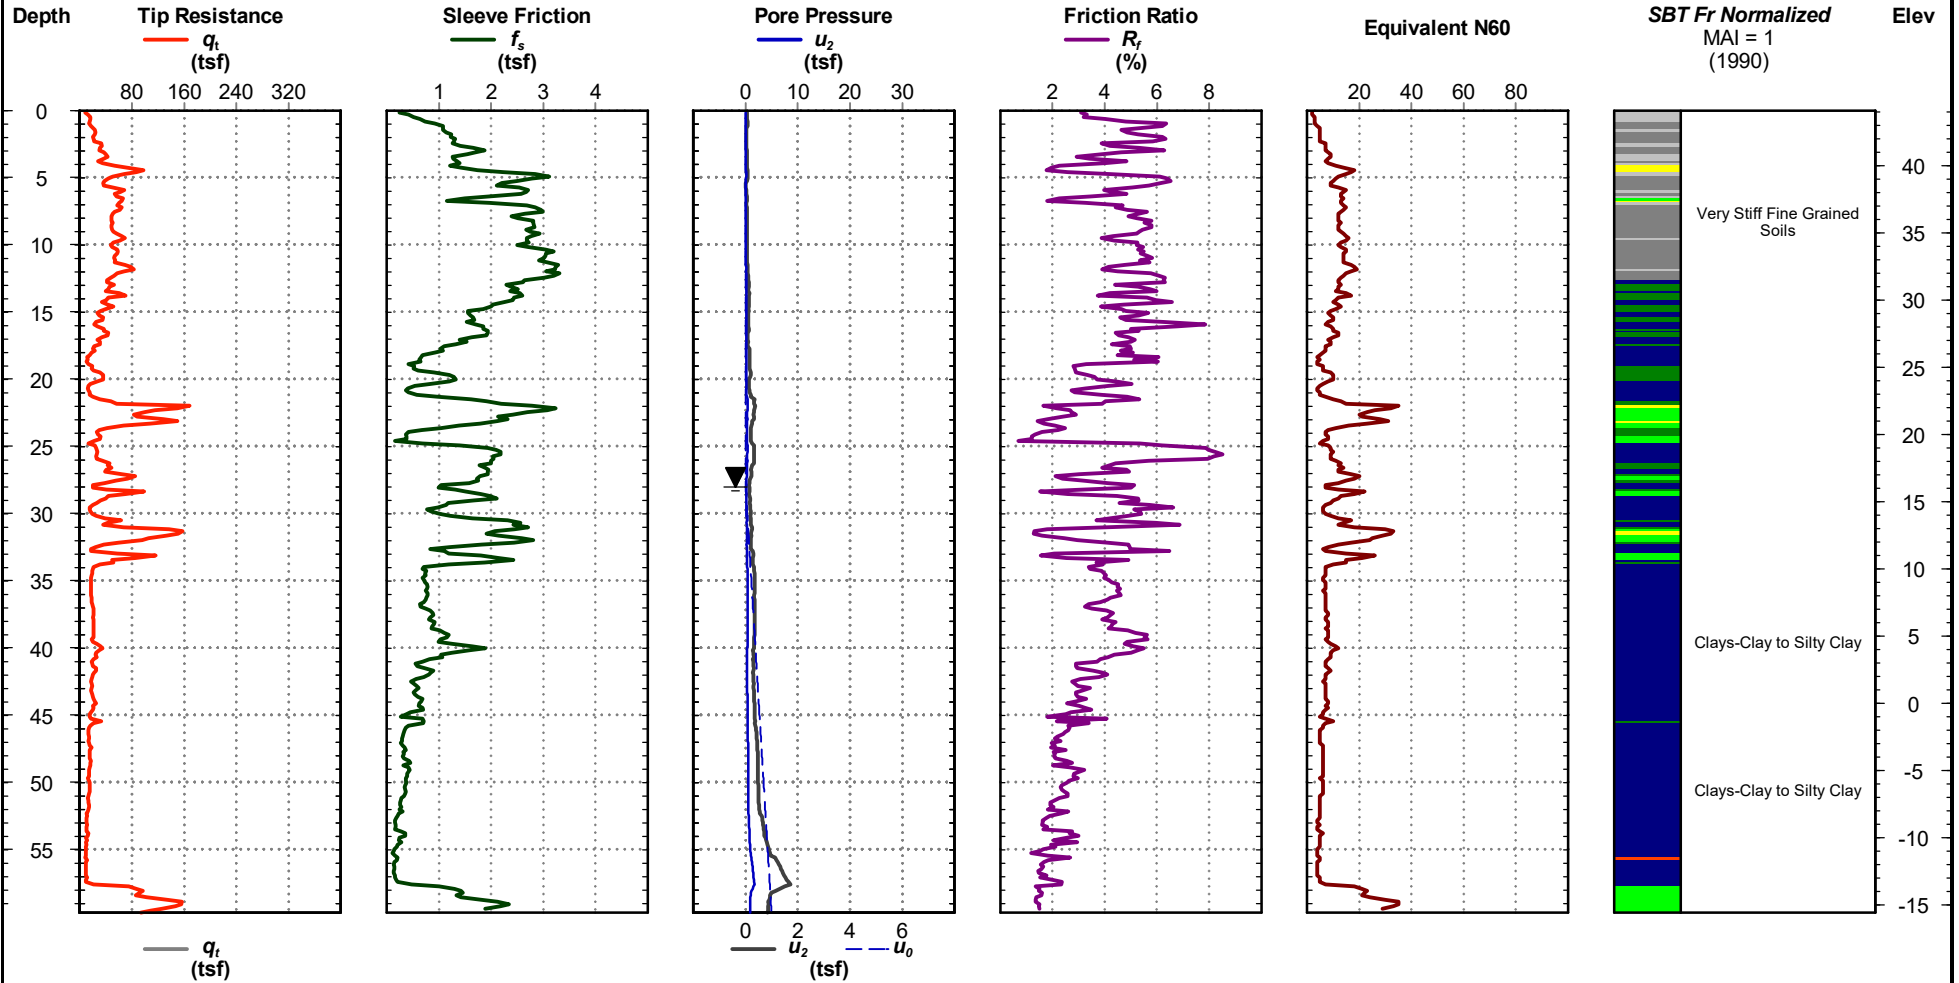 Depth
Tip Resistance
qt
(tsf)
Sleeve Friction
fs
(tsf)
Pore Pressure
u2
(tsf)
Friction Ratio
Rf
(%)
Equivalent N60
SBT Fr Normalized
MAI = 1
(1990)
Elev
80 160 240 320
1 2 3 4
0 10 20 30
2 4 6 8
20 40 60 80
0
5
10
15
20
25
30
35
40
45
50
55
Very Stiff Fine Grained
Soils
Clays-Clay to Silty Clay
Clays-Clay to Silty Clay
40
35
30
25
20
15
10
5
0
-5
-10
-15
qt
(tsf)
0 2 4 6
u2
u0
(tsf)